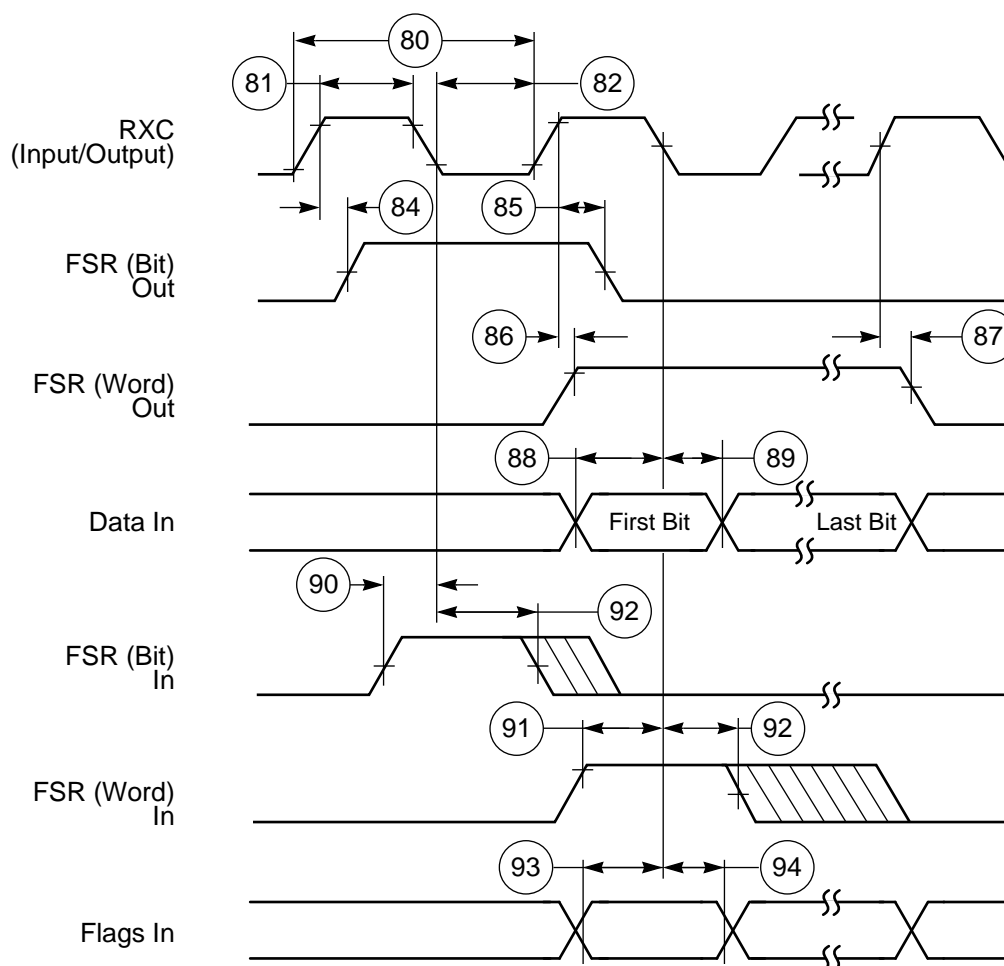 80
81
82
RXC
(Input/Output)
84
85
FSR (Bit)
Out
86
87
FSR (Word)
Out
88
89
Data In
First Bit
Last Bit
90
92
FSR (Bit)
In
91
92
FSR (Word)
In
93
94
Flags In